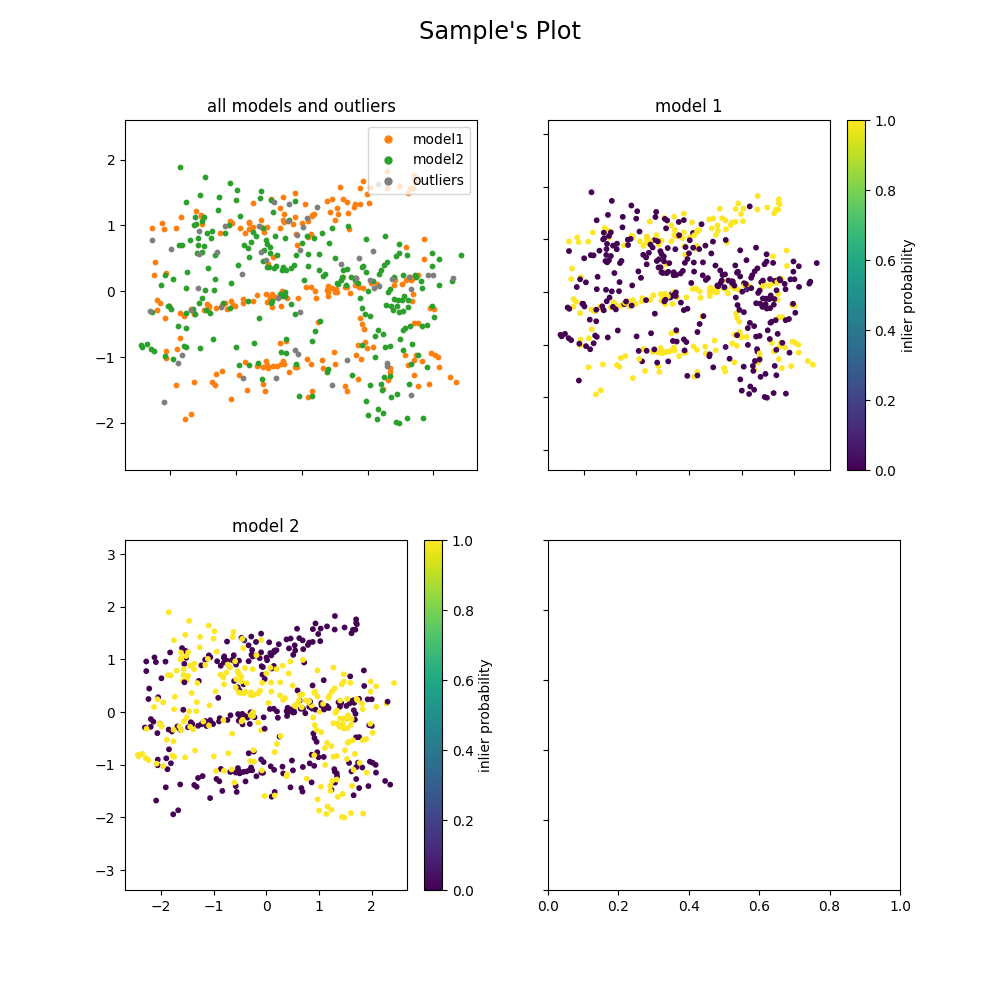 Sample's Plot
all models and outliers
model1
model2
outliers
2
1
0
−1
−2
model 1
1.0
0.8
0.6
0.4
0.2
0.0
inlier probability
model 2
3
2
1
0
−1
−2
−3
−2 −1 0 1 2
1.0
0.8
0.6
0.4
0.2
0.0
inlier probability
0.0 0.2 0.4 0.6 0.8 1.0